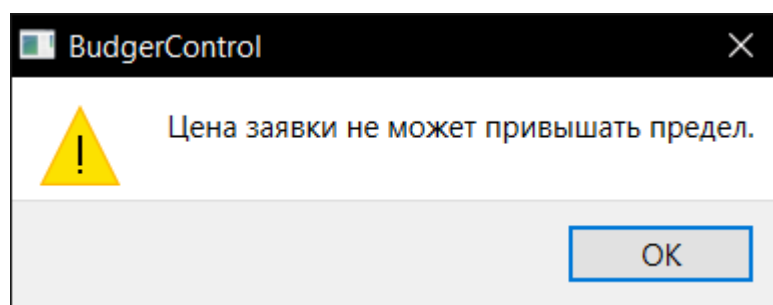 BudgerControl
Цена заявки не может привышать предел.
OK